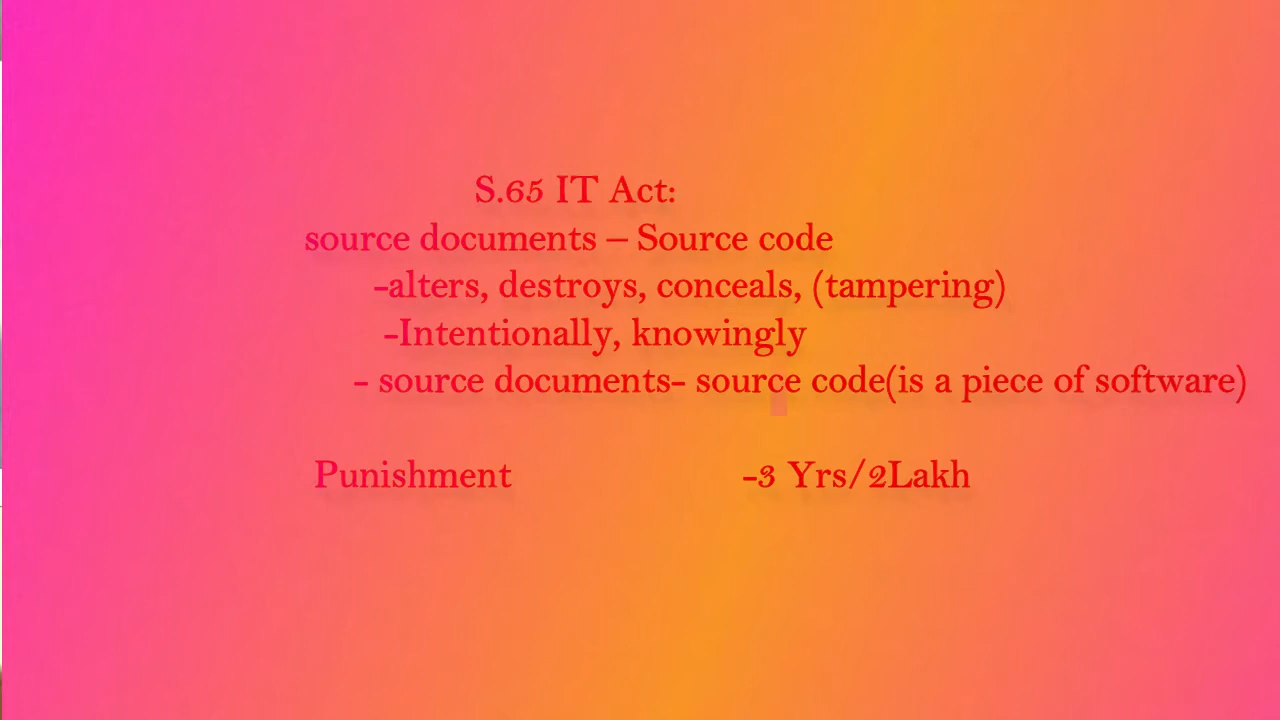 S.65 IT Act:
source documents – Source code
-alters, destroys, conceals, (tampering)
-Intentionally, knowingly
- source documents- source code(is a piece of software)
Punishment -3 Yrs/2Lakh